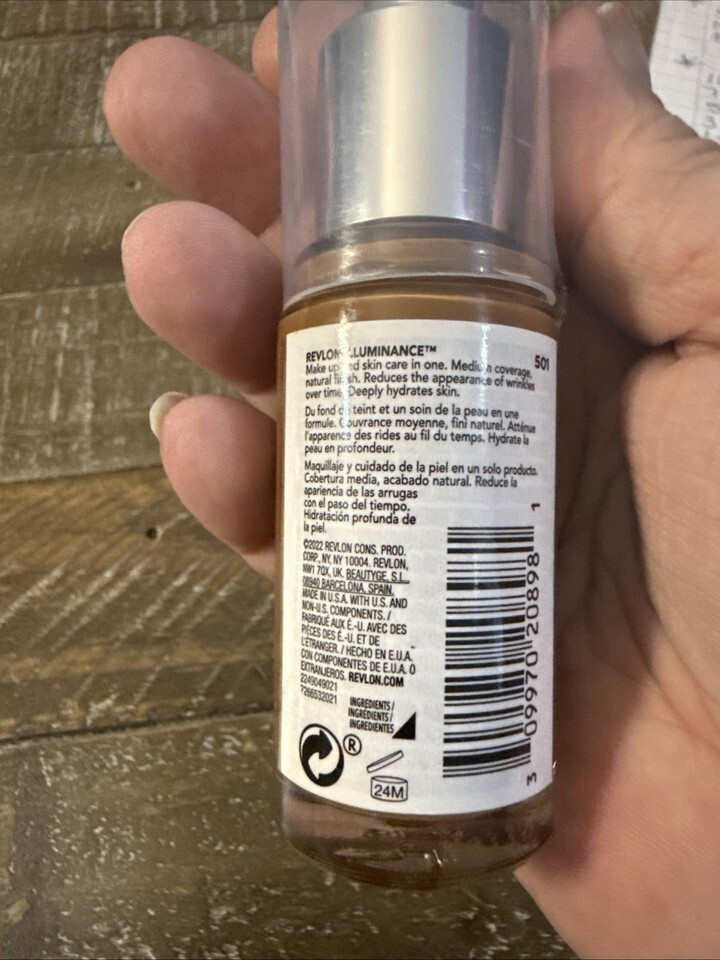 REVLON ILLUMINANCE™
501
Make up and skin care in one. Medium coverage,
natural finish. Reduces the appearance of wrinkles
over time. Deeply hydrates skin.
Du fond de teint et un soin de la peau en une
formule. Couvrance moyenne, fini naturel. Atténue
l'apparence des rides au fil du temps. Hydrate la
peau en profondeur.
Maquillaje y cuidado de la piel en un solo producto.
Cobertura media, acabado natural. Reduce la
apariencia de las arrugas
con el paso del tiempo.
Hidratación profunda de
la piel.
©2022 REVLON CONS. PROD.
CORP., NY, NY 10004. REVLON,
NW1 7QX, UK. BEAUTYGE, S.L.,
08940 BARCELONA, SPAIN.
MADE IN U.S.A. WITH U.S. AND
NON-U.S. COMPONENTS. /
FABRIQUÉ AUX É.-U. AVEC DES
PIÈCES DES É.-U. ET DE
L'ÉTRANGER. / HECHO EN E.U.A.
CON COMPONENTES DE E.U.A. O
EXTRANJEROS. REVLON.COM
2249049021
7266532021
INGREDIENTS /
INGRÉDIENTS /
INGREDIENTES
®
24M
3 09970 20898 1